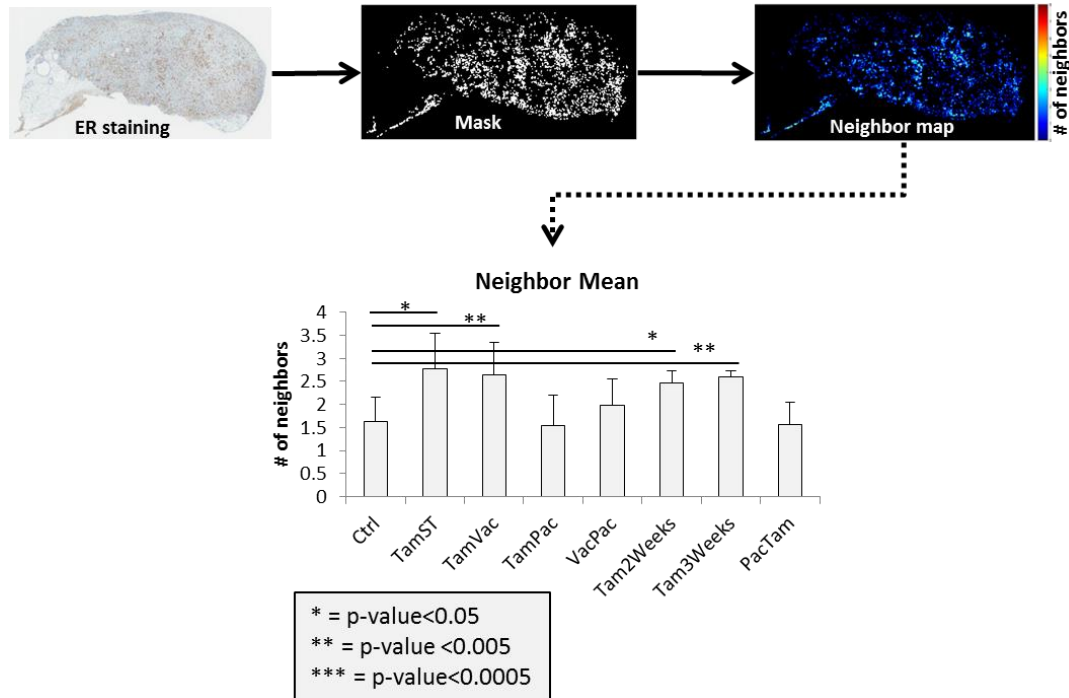 ER staining
Mask
Neighbor map
# of neighbors
Neighbor Mean
# of neighbors
4
3.5
3
2.5
2
1.5
1
0.5
0
*
**
*
**
Ctrl
TamST
TamVac
TamPac
VacPac
Tam2Weeks
Tam3Weeks
PacTam
* = p-value<0.05
** = p-value <0.005
*** = p-value<0.0005